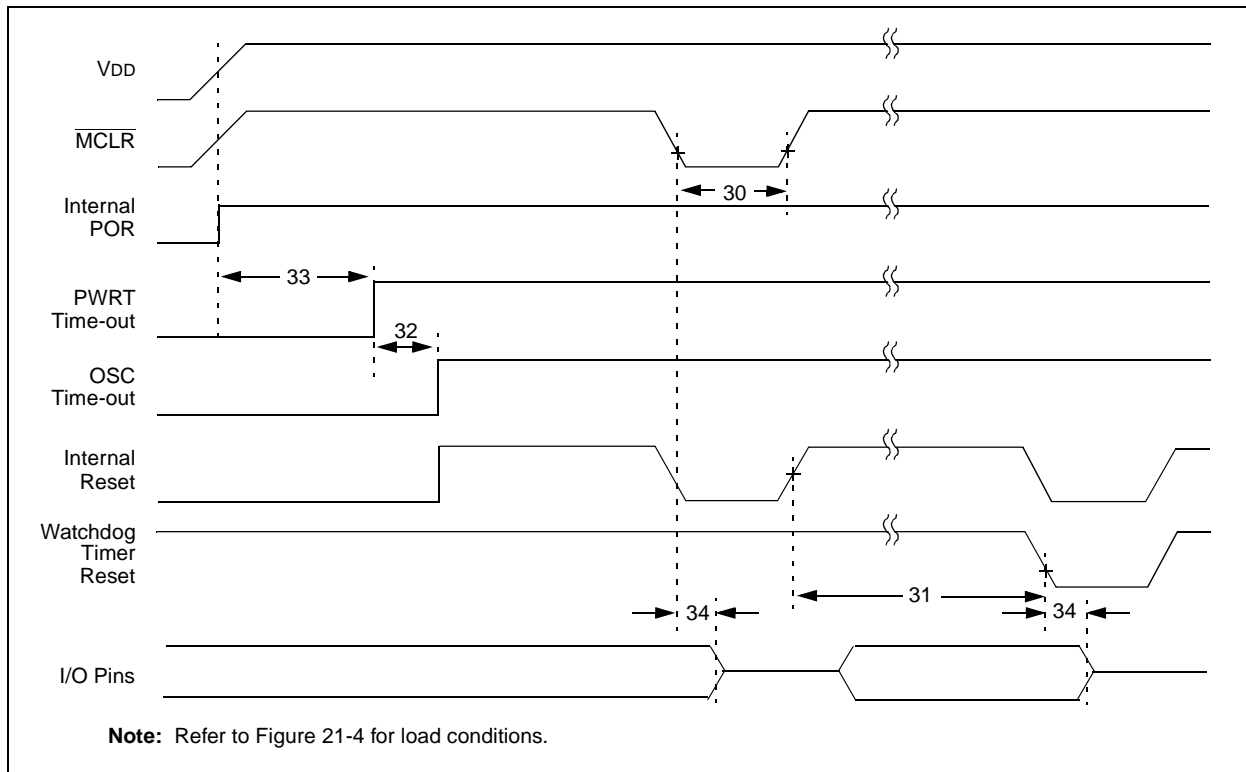 VDD
MCLR
30
Internal
POR
33
PWRT
Time-out
32
OSC
Time-out
Internal
Reset
Watchdog
Timer
Reset
31
34
34
I/O Pins
Note: Refer to Figure 21-4 for load conditions.